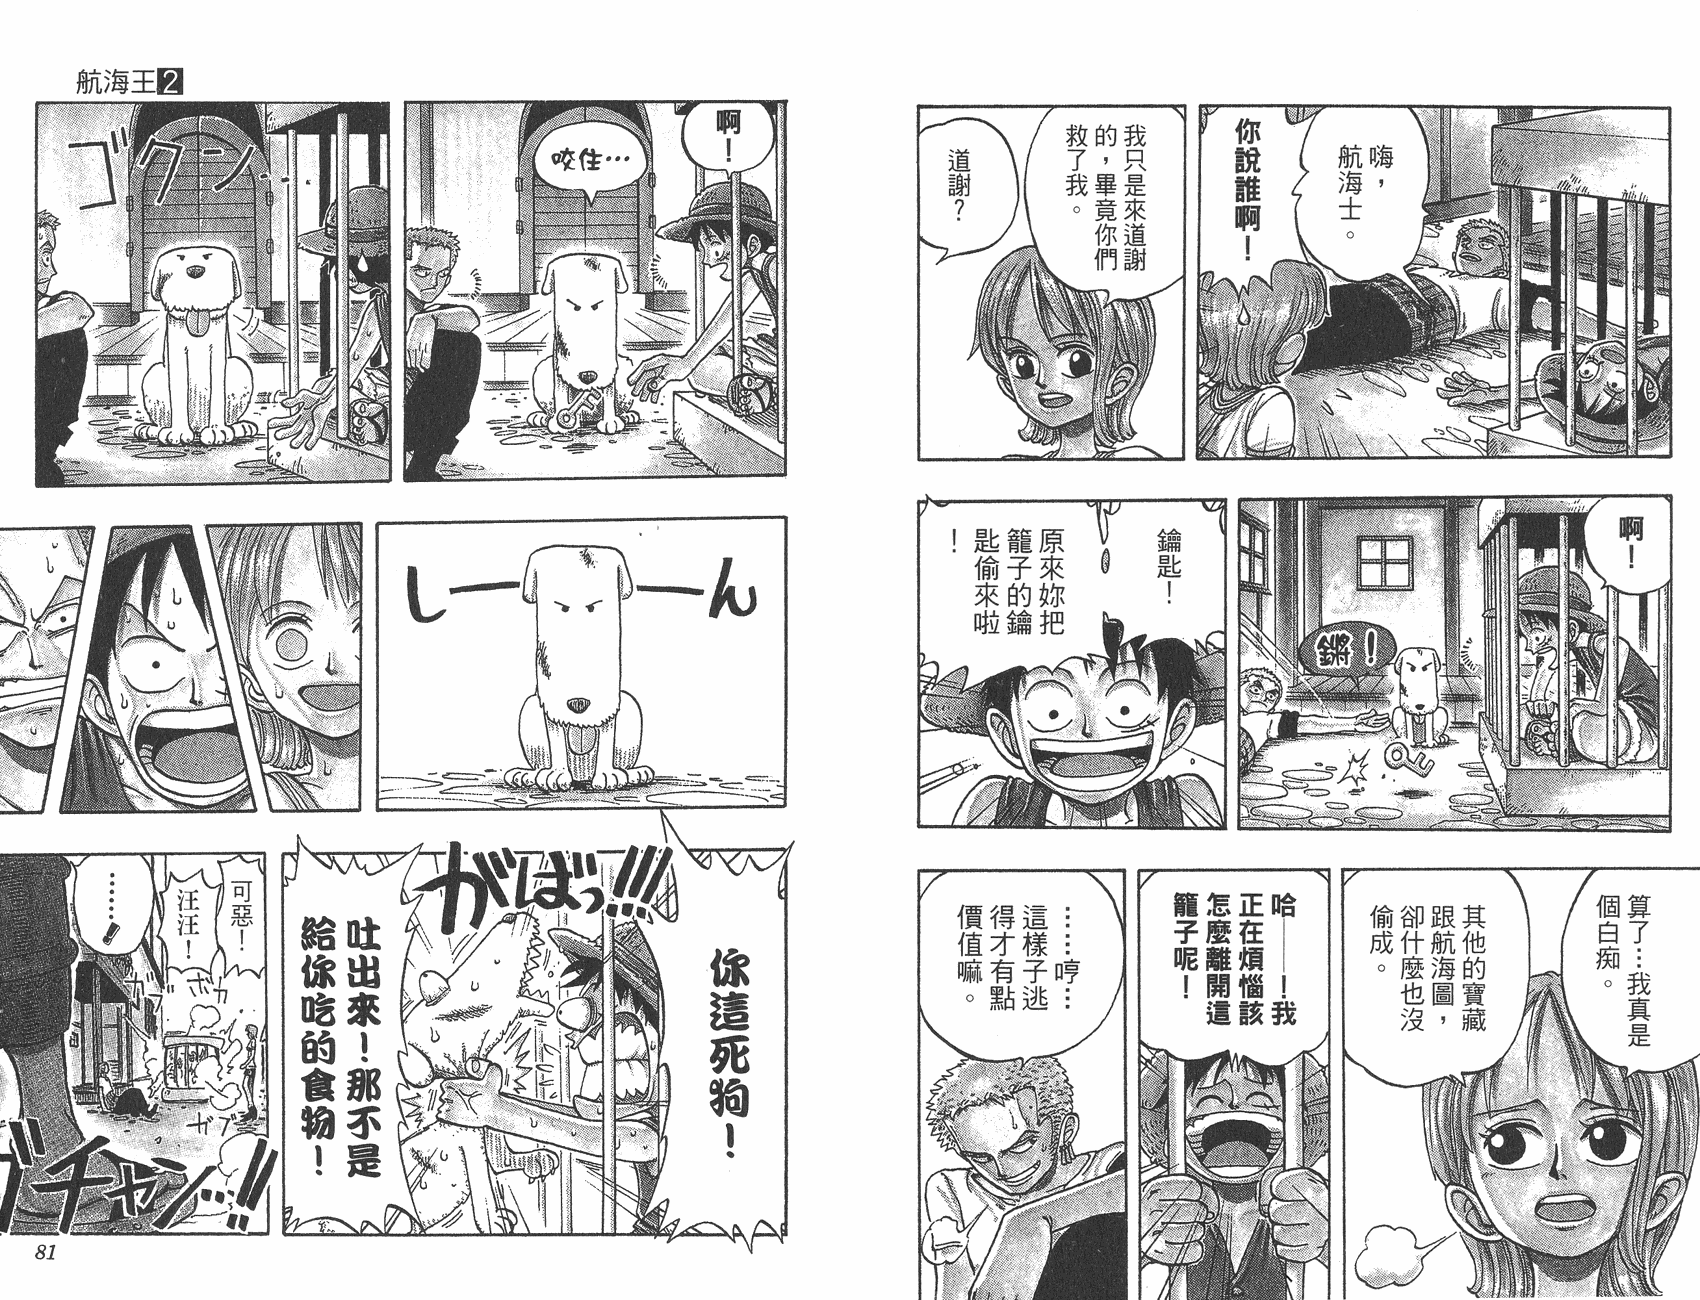 嗨，
航海士。
你說誰啊！
我只是來道謝
的，畢竟你們
救了我。
道謝？
啊！
鏘！
鑰匙！
原來妳把
籠子的鑰
匙偷來啦
！
算了…我真是
個白痴。
其他的寶藏
跟航海圖，
卻什麼也沒
偷成。
哈——！我
正在煩惱該
怎麼離開這
籠子呢！
……哼…
這樣子逃
得才有點
價值嘛。
航海王2
啊！
咬住…
ゴクン
しーーん
你這死狗！
がばっ!!!
吐出來！那不是
給你吃的食物！
可惡！
汪汪！
……！
ボカ
ガブ
ブチャン…!!
81